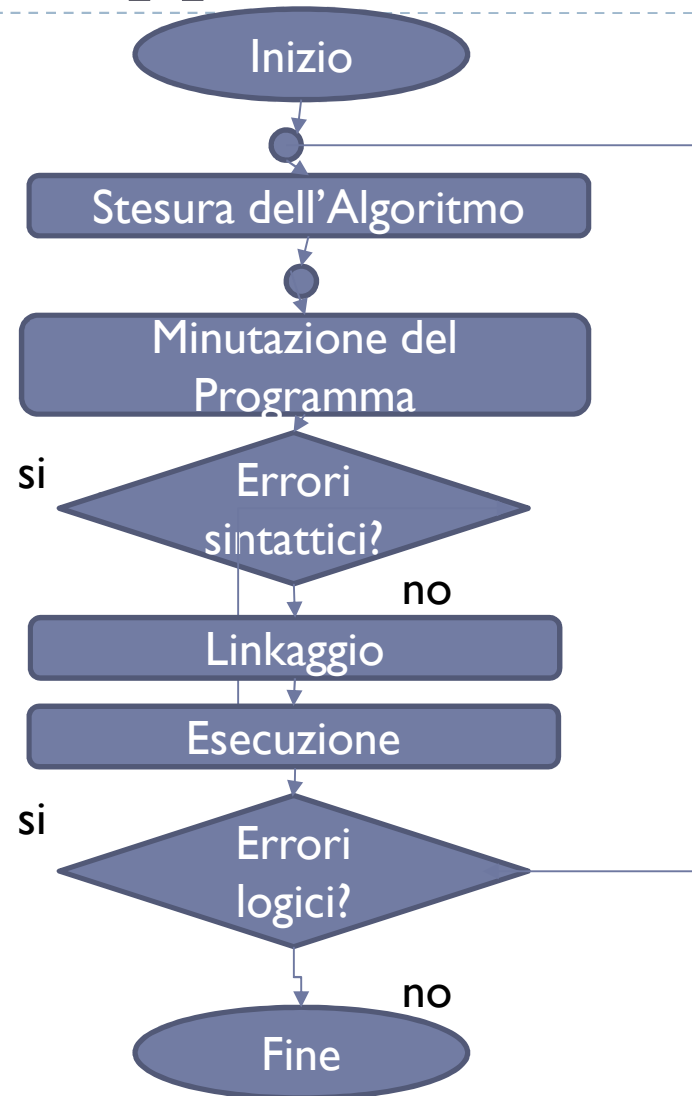 Inizio
Stesura dell'Algoritmo
Minutazione del
Programma
si
Errori
sintattici?
no
Linkaggio
Esecuzione
si
Errori
logici?
no
Fine